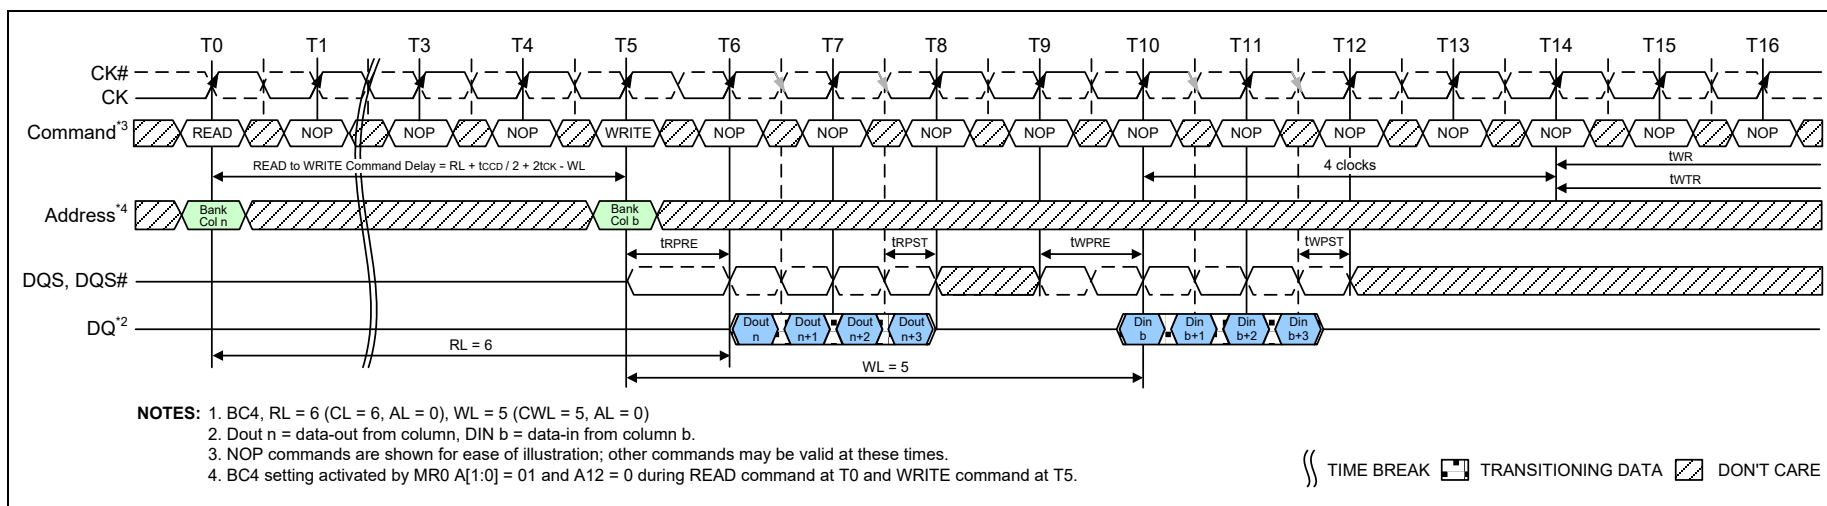 T0 T1 T3 T4 T5 T6 T7 T8 T9 T10 T11 T12 T13 T14 T15 T16
CK#
CK
Command*3 READ NOP NOP NOP WRITE NOP NOP NOP NOP NOP NOP NOP NOP NOP NOP NOP
READ to WRITE Command Delay = RL + tCCD / 2 + 2tCK - WL 4 clocks tWR
tWTR
Address*4 Bank Col n Bank Col b
tRPRE tRPST tWPRE tWPST
DQS, DQS#
DQ*2 Dout n Dout n+1 Dout n+2 Dout n+3 Din b Din b+1 Din b+2 Din b+3
RL = 6
WL = 5
NOTES: 1. BC4, RL = 6 (CL = 6, AL = 0), WL = 5 (CWL = 5, AL = 0)
2. Dout n = data-out from column, DIN b = data-in from column b.
3. NOP commands are shown for ease of illustration; other commands may be valid at these times.
4. BC4 setting activated by MR0 A[1:0] = 01 and A12 = 0 during READ command at T0 and WRITE command at T5.
TIME BREAK TRANSITIONING DATA DON'T CARE